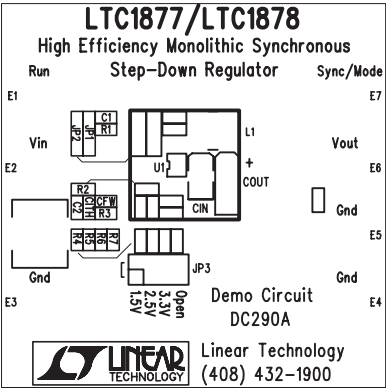 LTC1877/LTC1878
High Efficiency Monolithic Synchronous
Step-Down Regulator
Run
Sync/Mode
E1
E7
JP2
JP1
C1
R1
L1
Vin
Vout
U1
+
COUT
E2
E6
R2
C2
CITH
CFW
R3
CIN
Gnd
R4
R5
R6
R7
E5
JP3
Gnd
Gnd
1.5V
2.5V
3.3V
Open
E3
E4
Demo Circuit
DC290A
LT LINEAR
TECHNOLOGY
Linear Technology
(408) 432-1900